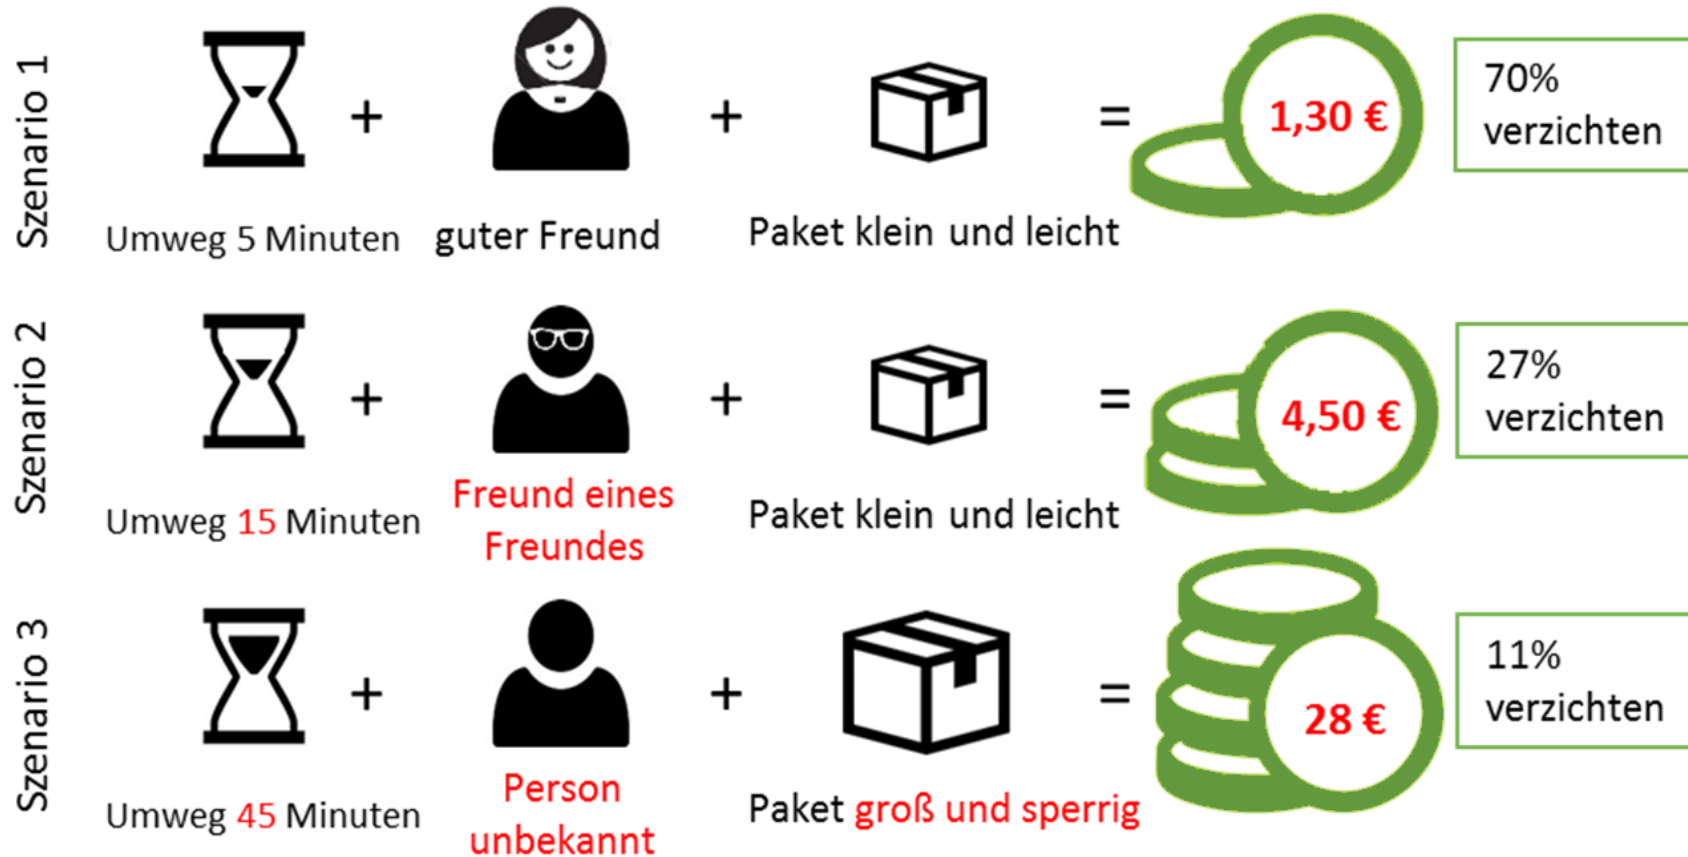 Szenario 1
+
+
=
1,30 €
70%
verzichten
Umweg 5 Minuten
guter Freund
Paket klein und leicht
Szenario 2
+
+
=
4,50 €
27%
verzichten
Umweg 15 Minuten
Freund eines
Freundes
Paket klein und leicht
Szenario 3
+
+
=
28 €
11%
verzichten
Umweg 45 Minuten
Person
unbekannt
Paket groß und sperrig